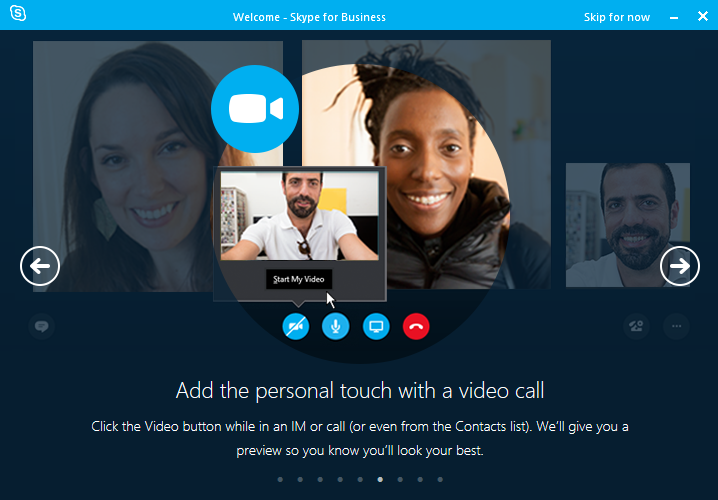 Welcome - Skype for Business
Skip for now
Start My Video
Add the personal touch with a video call
Click the Video button while in an IM or call (or even from the Contacts list). We'll give you a
preview so you know you'll look your best.